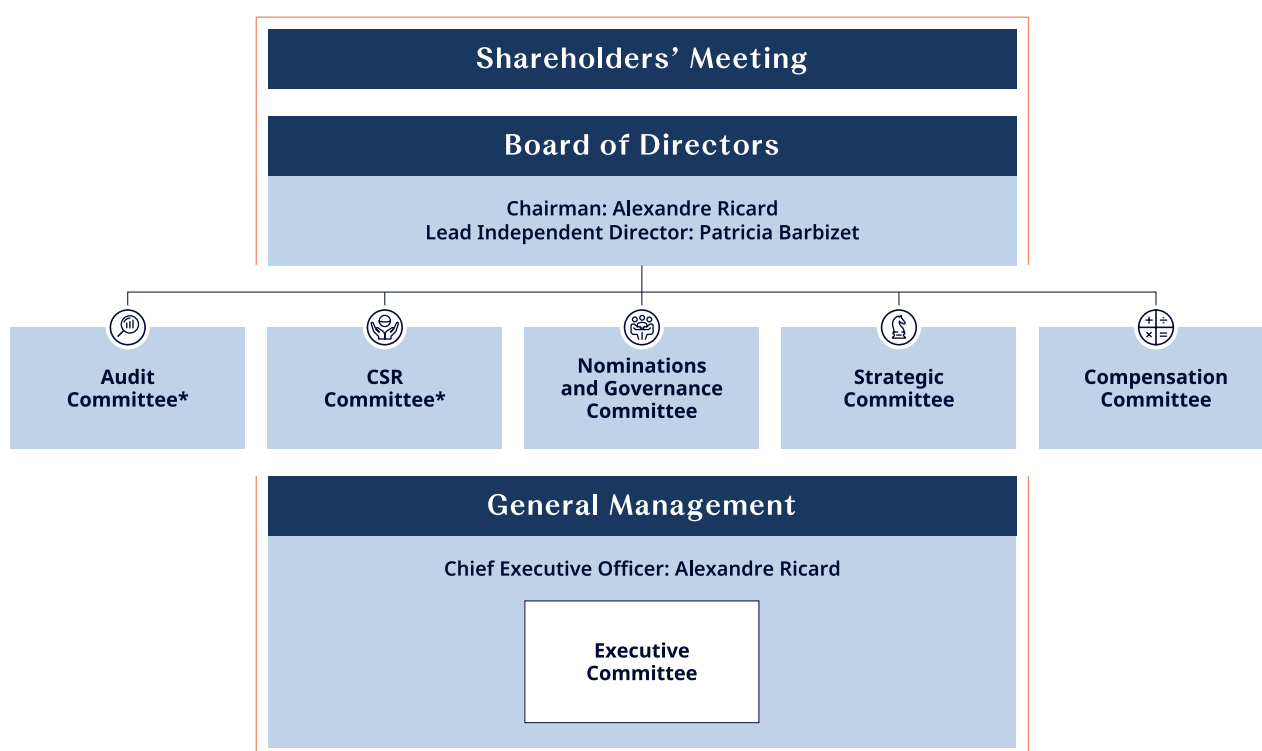 Shareholders’ Meeting
Board of Directors
Chairman: Alexandre Ricard
Lead Independent Director: Patricia Barbizet
Audit
Committee*
CSR
Committee*
Nominations
and Governance
Committee
Strategic
Committee
Compensation
Committee
General Management
Chief Executive Officer: Alexandre Ricard
Executive
Committee